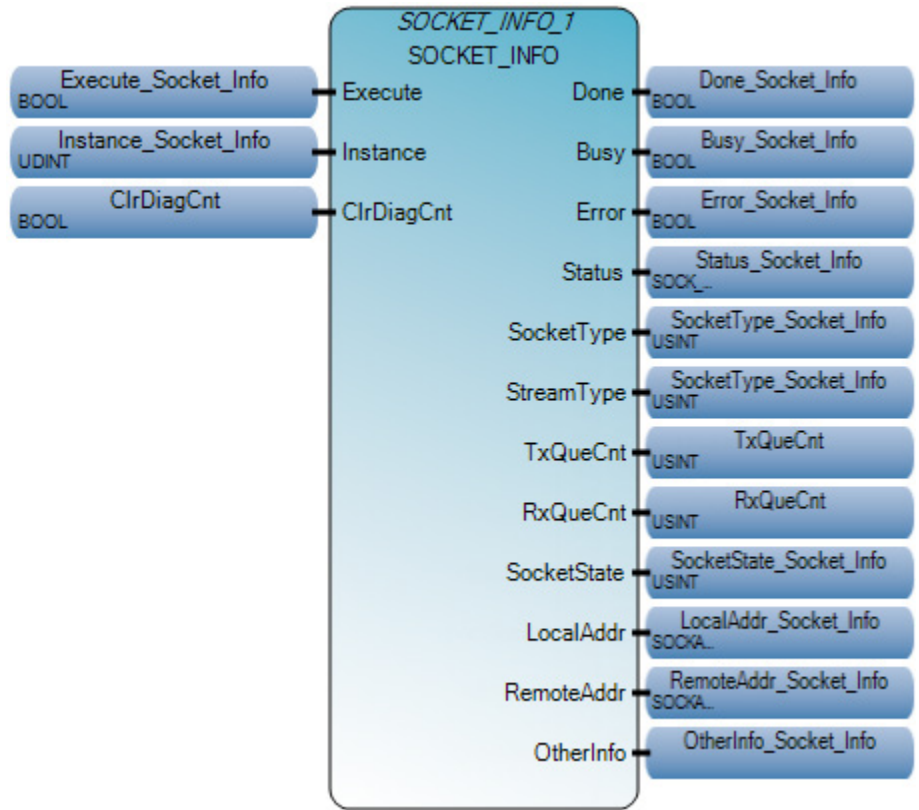 SOCKET_INFO_1
SOCKET_INFO
Execute_Socket_Info
BOOL
Execute
Done
Done_Socket_Info
BOOL
Instance_Socket_Info
UDINT
Instance
Busy
Busy_Socket_Info
BOOL
ClrDiagCnt
BOOL
ClrDiagCnt
Error
Error_Socket_Info
BOOL
Status
Status_Socket_Info
SOCK_...
SocketType
SocketType_Socket_Info
USINT
StreamType
SocketType_Socket_Info
USINT
TxQueCnt
TxQueCnt
USINT
RxQueCnt
RxQueCnt
USINT
SocketState
SocketState_Socket_Info
USINT
LocalAddr
LocalAddr_Socket_Info
SOCKA...
RemoteAddr
RemoteAddr_Socket_Info
SOCKA...
OtherInfo
OtherInfo_Socket_Info